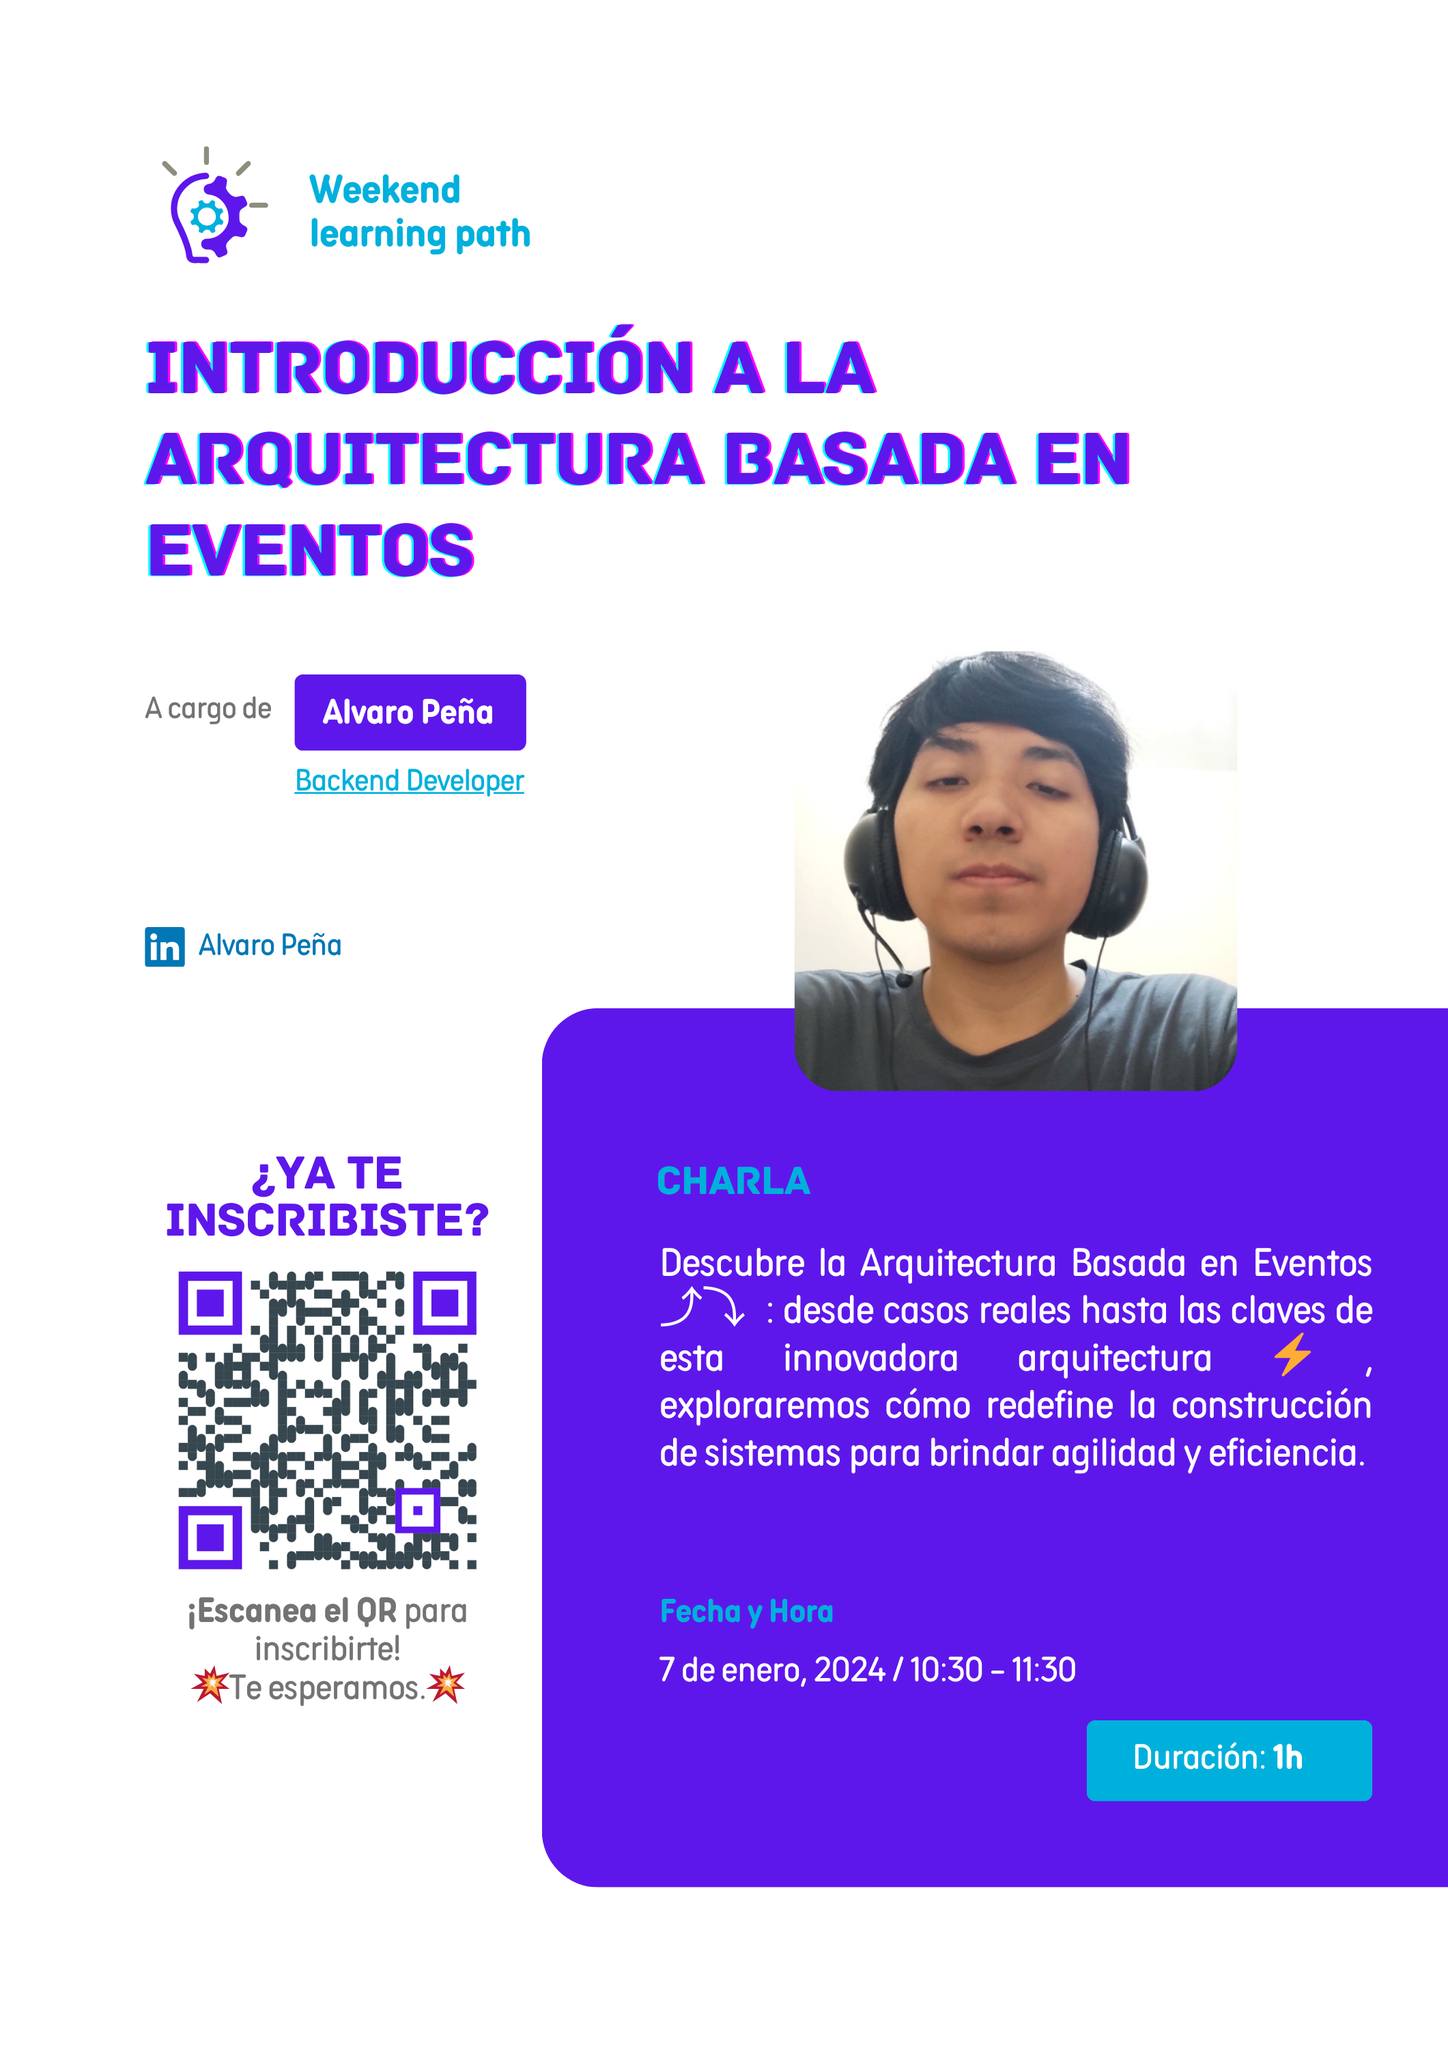 Weekend
learning path
INTRODUCCIÓN A LA
ARQUITECTURA BASADA EN
EVENTOS
A cargo de
Alvaro Peña
Backend Developer
in Alvaro Peña
¿YA TE
INSCRIBISTE?
¡Escanea el QR para
inscribirte!
💥Te esperamos.💥
CHARLA
Descubre la Arquitectura Basada en Eventos
⤴⤵ : desde casos reales hasta las claves de
esta innovadora arquitectura ⚡ ,
exploraremos cómo redefine la construcción
de sistemas para brindar agilidad y eficiencia.
Fecha y Hora
7 de enero, 2024 / 10:30 – 11:30
Duración: 1h